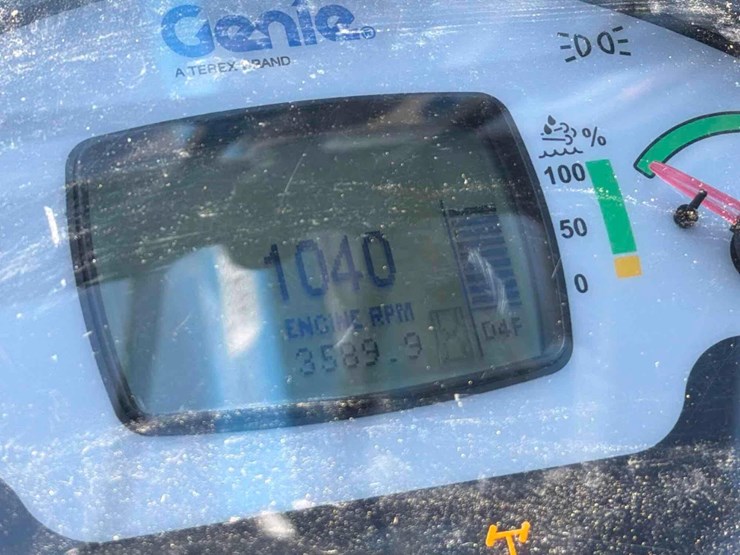 Genie®
A TEREX BRAND
%
100
50
0
1040
ENGINE RPM
3589.9